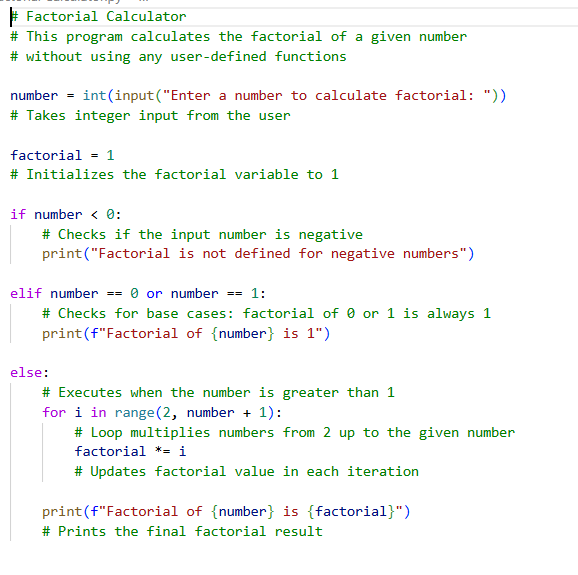 # Factorial Calculator
# This program calculates the factorial of a given number
# without using any user-defined functions
number = int(input("Enter a number to calculate factorial: "))
# Takes integer input from the user
factorial = 1
# Initializes the factorial variable to 1
if number < 0:
    # Checks if the input number is negative
    print("Factorial is not defined for negative numbers")
elif number == 0 or number == 1:
    # Checks for base cases: factorial of 0 or 1 is always 1
    print(f"Factorial of {number} is 1")
else:
    # Executes when the number is greater than 1
    for i in range(2, number + 1):
        # Loop multiplies numbers from 2 up to the given number
        factorial *= i
        # Updates factorial value in each iteration
    print(f"Factorial of {number} is {factorial}")
    # Prints the final factorial result